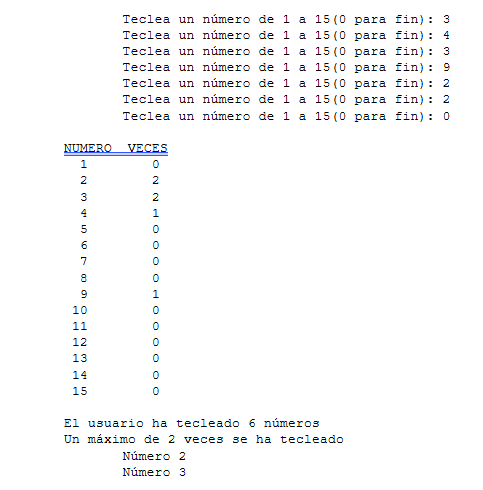 Teclea un número de 1 a 15(0 para fin): 3
Teclea un número de 1 a 15(0 para fin): 4
Teclea un número de 1 a 15(0 para fin): 3
Teclea un número de 1 a 15(0 para fin): 9
Teclea un número de 1 a 15(0 para fin): 2
Teclea un número de 1 a 15(0 para fin): 2
Teclea un número de 1 a 15(0 para fin): 0
NUMERO VECES
1 0
2 2
3 2
4 1
5 0
6 0
7 0
8 0
9 1
10 0
11 0
12 0
13 0
14 0
15 0
El usuario ha tecleado 6 números
Un máximo de 2 veces se ha tecleado
Número 2
Número 3